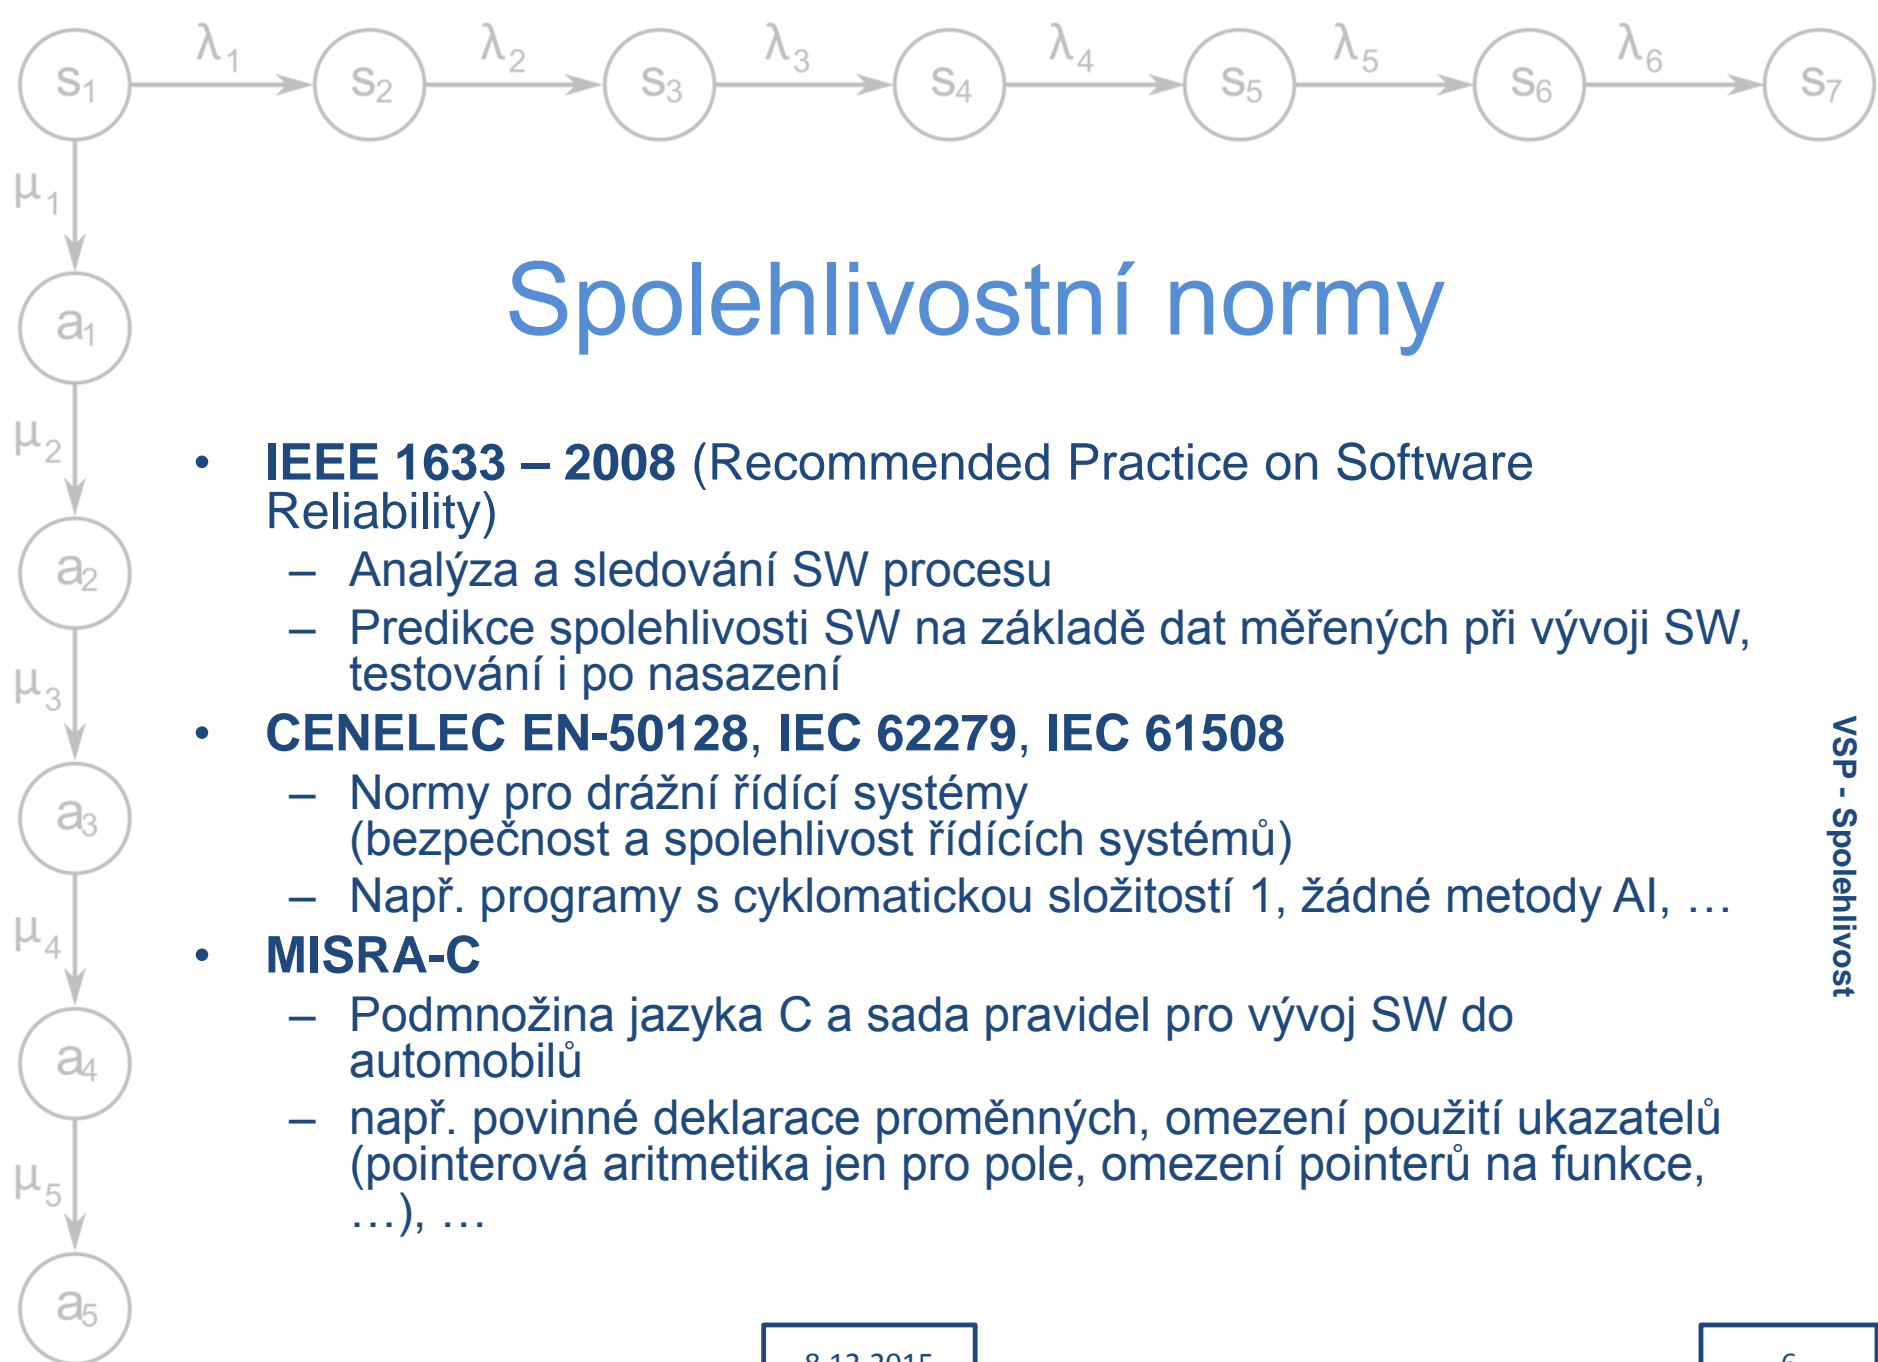 s1 λ1 s2 λ2 s3 λ3 s4 λ4 s5 λ5 s6 λ6 s7
μ1
a1
μ2
a2
μ3
a3
μ4
a4
μ5
a5
Spolehlivostní normy
• IEEE 1633 – 2008 (Recommended Practice on Software
Reliability)
– Analýza a sledování SW procesu
– Predikce spolehlivosti SW na základě dat měřených při vývoji SW,
testování i po nasazení
• CENELEC EN-50128, IEC 62279, IEC 61508
– Normy pro drážní řídící systémy
(bezpečnost a spolehlivost řídících systémů)
– Např. programy s cyklomatickou složitostí 1, žádné metody AI, …
• MISRA-C
– Podmnožina jazyka C a sada pravidel pro vývoj SW do
automobilů
– např. povinné deklarace proměnných, omezení použití ukazatelů
(pointerová aritmetika jen pro pole, omezení pointerů na funkce,
…), …
VSP - Spolehlivost
8.12.2015
6